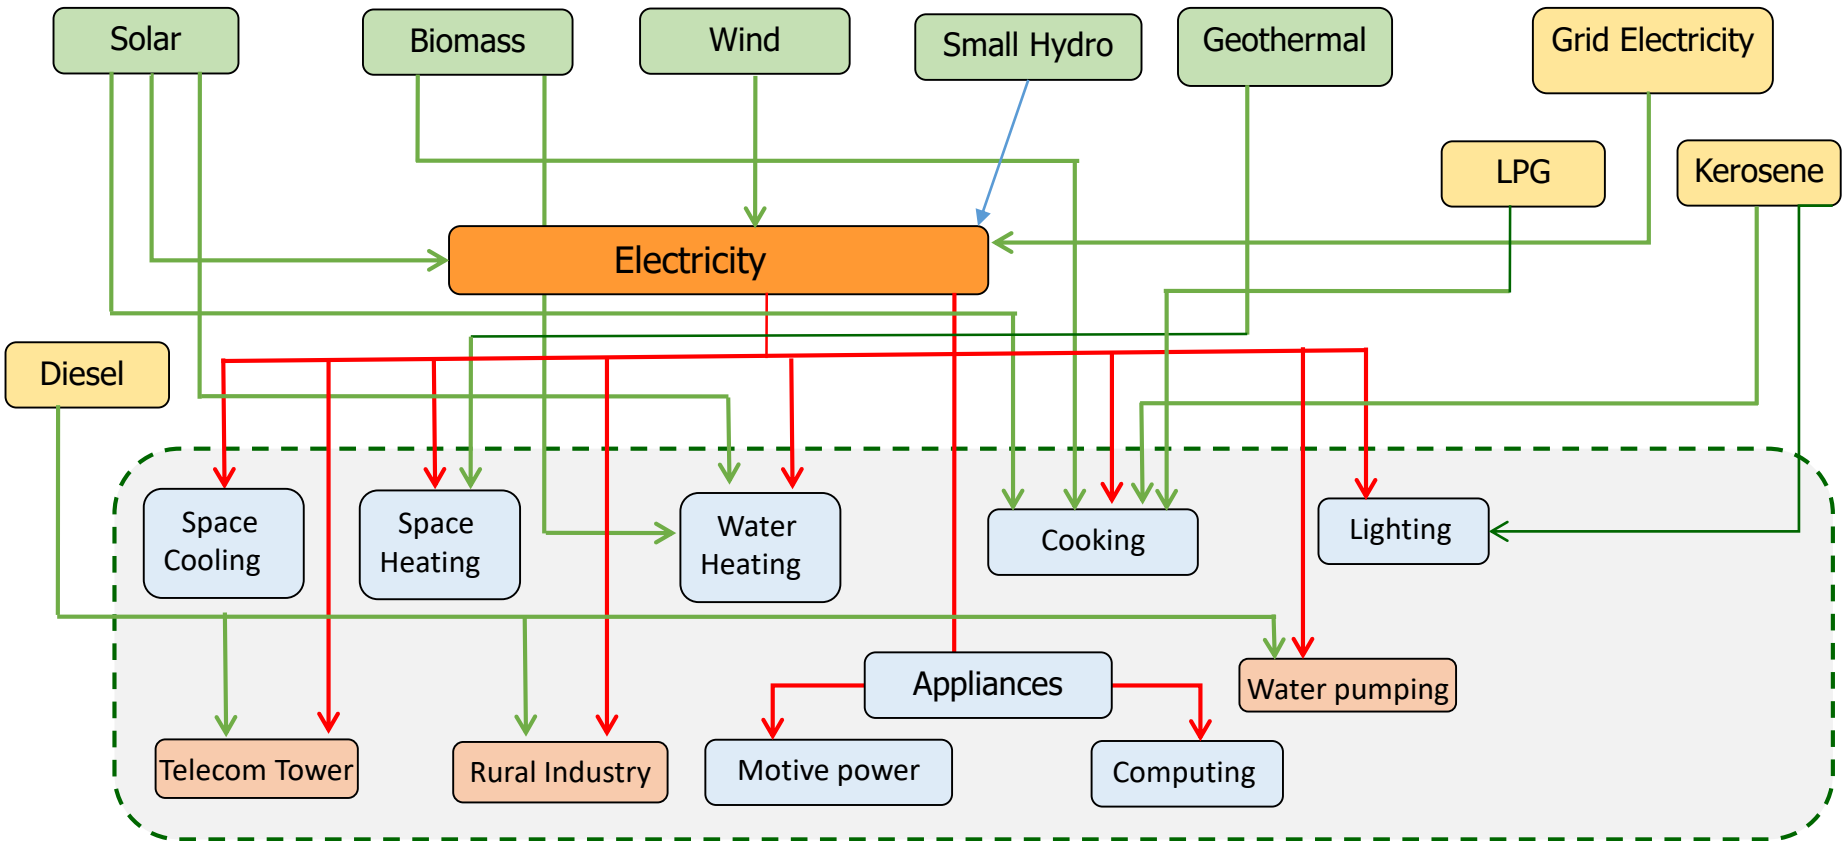 Solar
Biomass
Wind
Small Hydro
Geothermal
Grid Electricity
LPG
Kerosene
Electricity
Diesel
Space
Cooling
Space
Heating
Water
Heating
Cooking
Lighting
Appliances
Water pumping
Telecom Tower
Rural Industry
Motive power
Computing